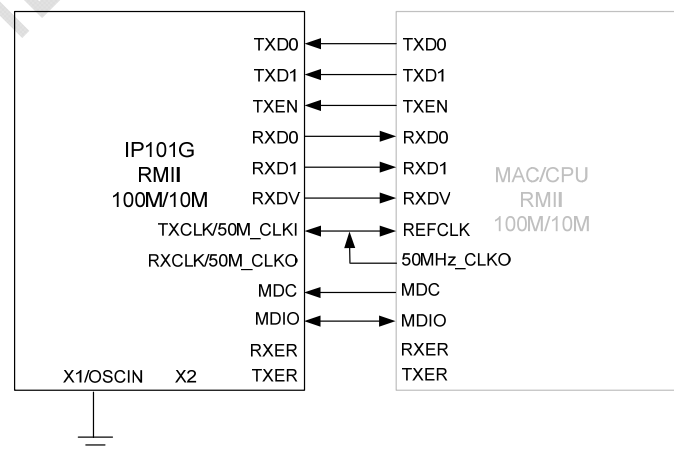 TXD0
TXD1
TXEN
RXD0
RXD1
RXDV
TXCLK/50M_CLKI
RXCLK/50M_CLKO
MDC
MDIO
RXER
TXER
IP101G
RMII
100M/10M
X1/OSCIN X2
TXD0
TXD1
TXEN
RXD0
RXD1
RXDV
REFCLK
50MHz_CLKO
MDC
MDIO
RXER
TXER
MAC/CPU
RMII
100M/10M